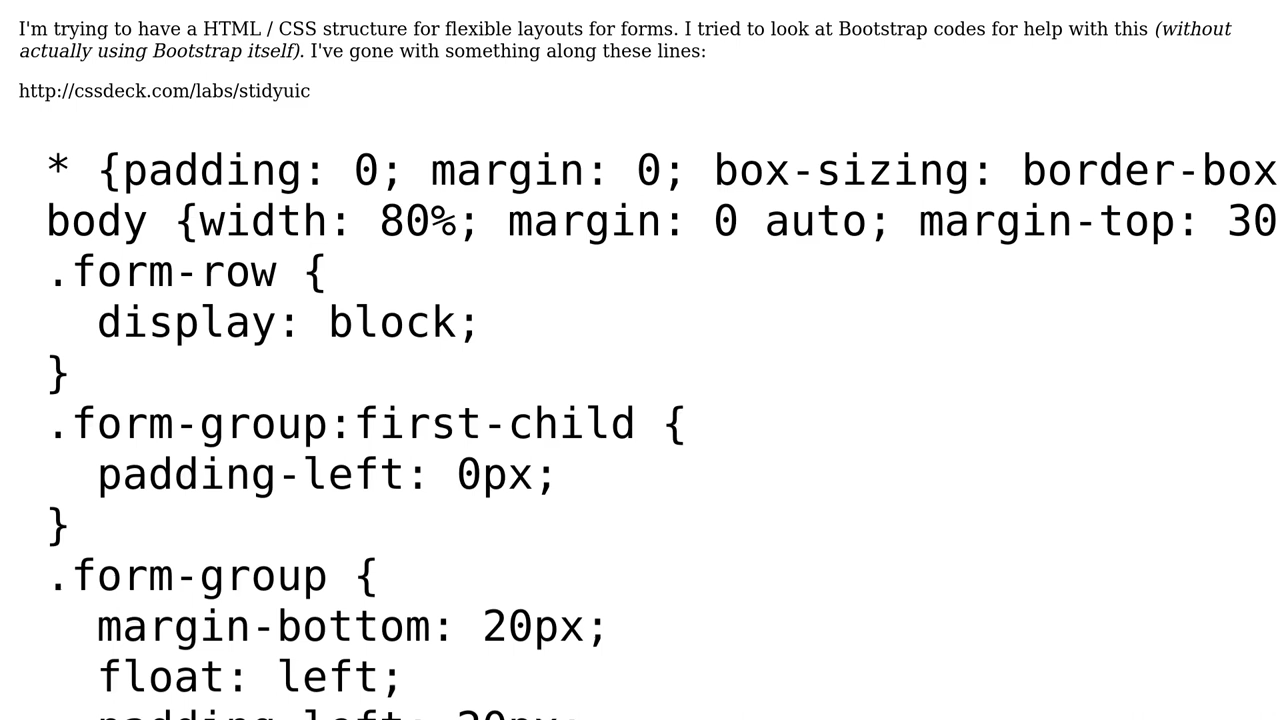 I'm trying to have a HTML / CSS structure for flexible layouts for forms. I tried to look at Bootstrap codes for help with this (without
actually using Bootstrap itself). I've gone with something along these lines:
http://cssdeck.com/labs/stidyuic
* {padding: 0; margin: 0; box-sizing: border-box
body {width: 80%; margin: 0 auto; margin-top: 30
.form-row {
  display: block;
}
.form-group:first-child {
  padding-left: 0px;
}
.form-group {
  margin-bottom: 20px;
  float: left;
  padding-left: 20px;